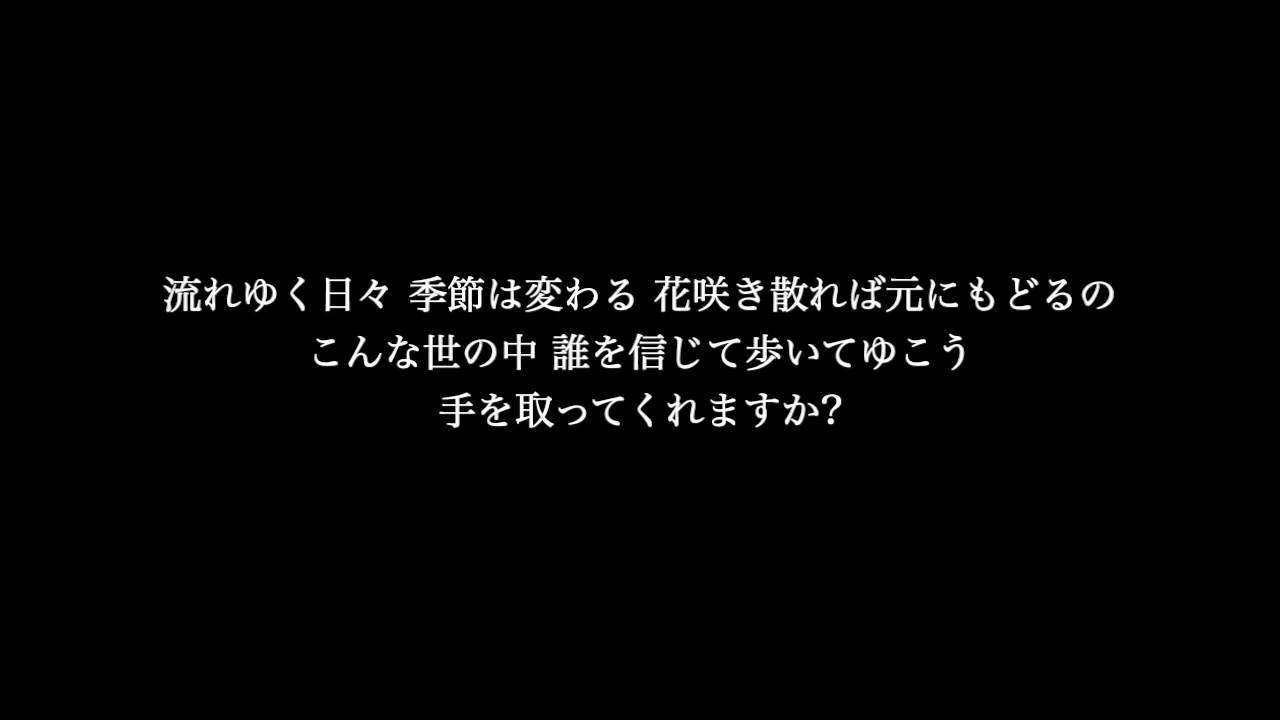 流れゆく日々 季節は変わる 花咲き散れば元にもどるの
こんな世の中 誰を信じて歩いてゆこう
手を取ってくれますか?